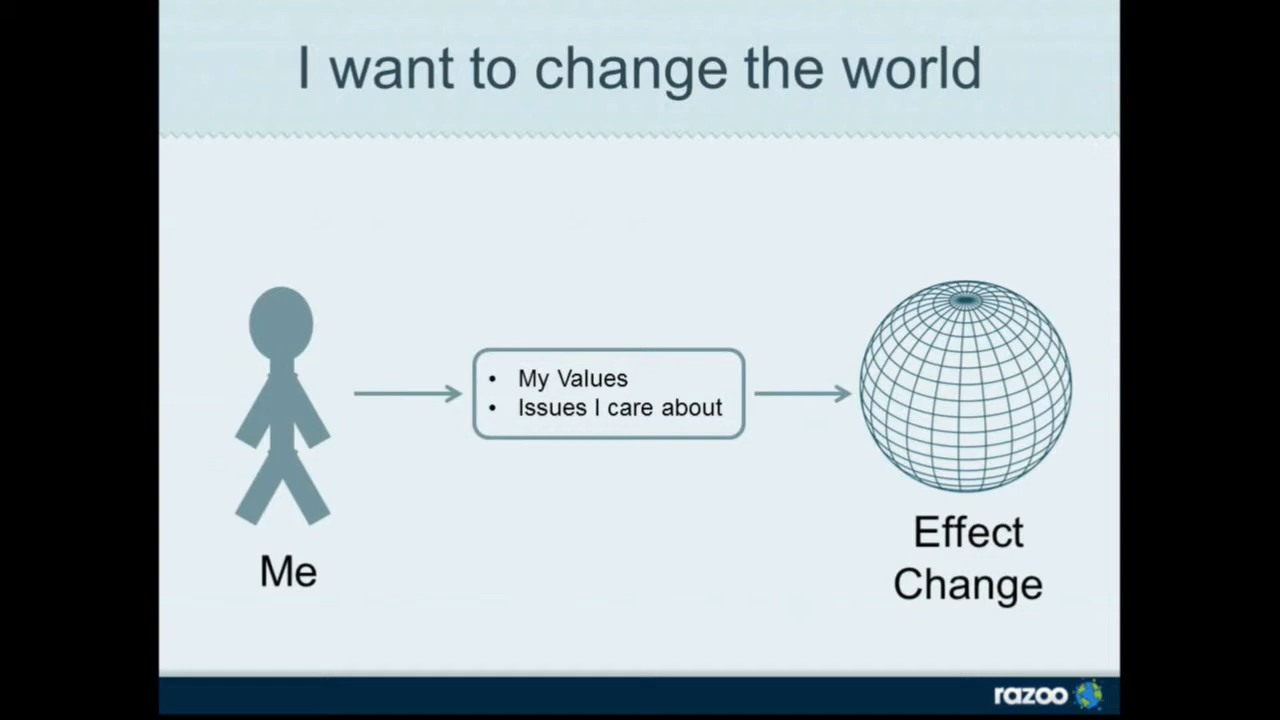 I want to change the world
• My Values
• Issues I care about
Me
Effect
Change
razoo